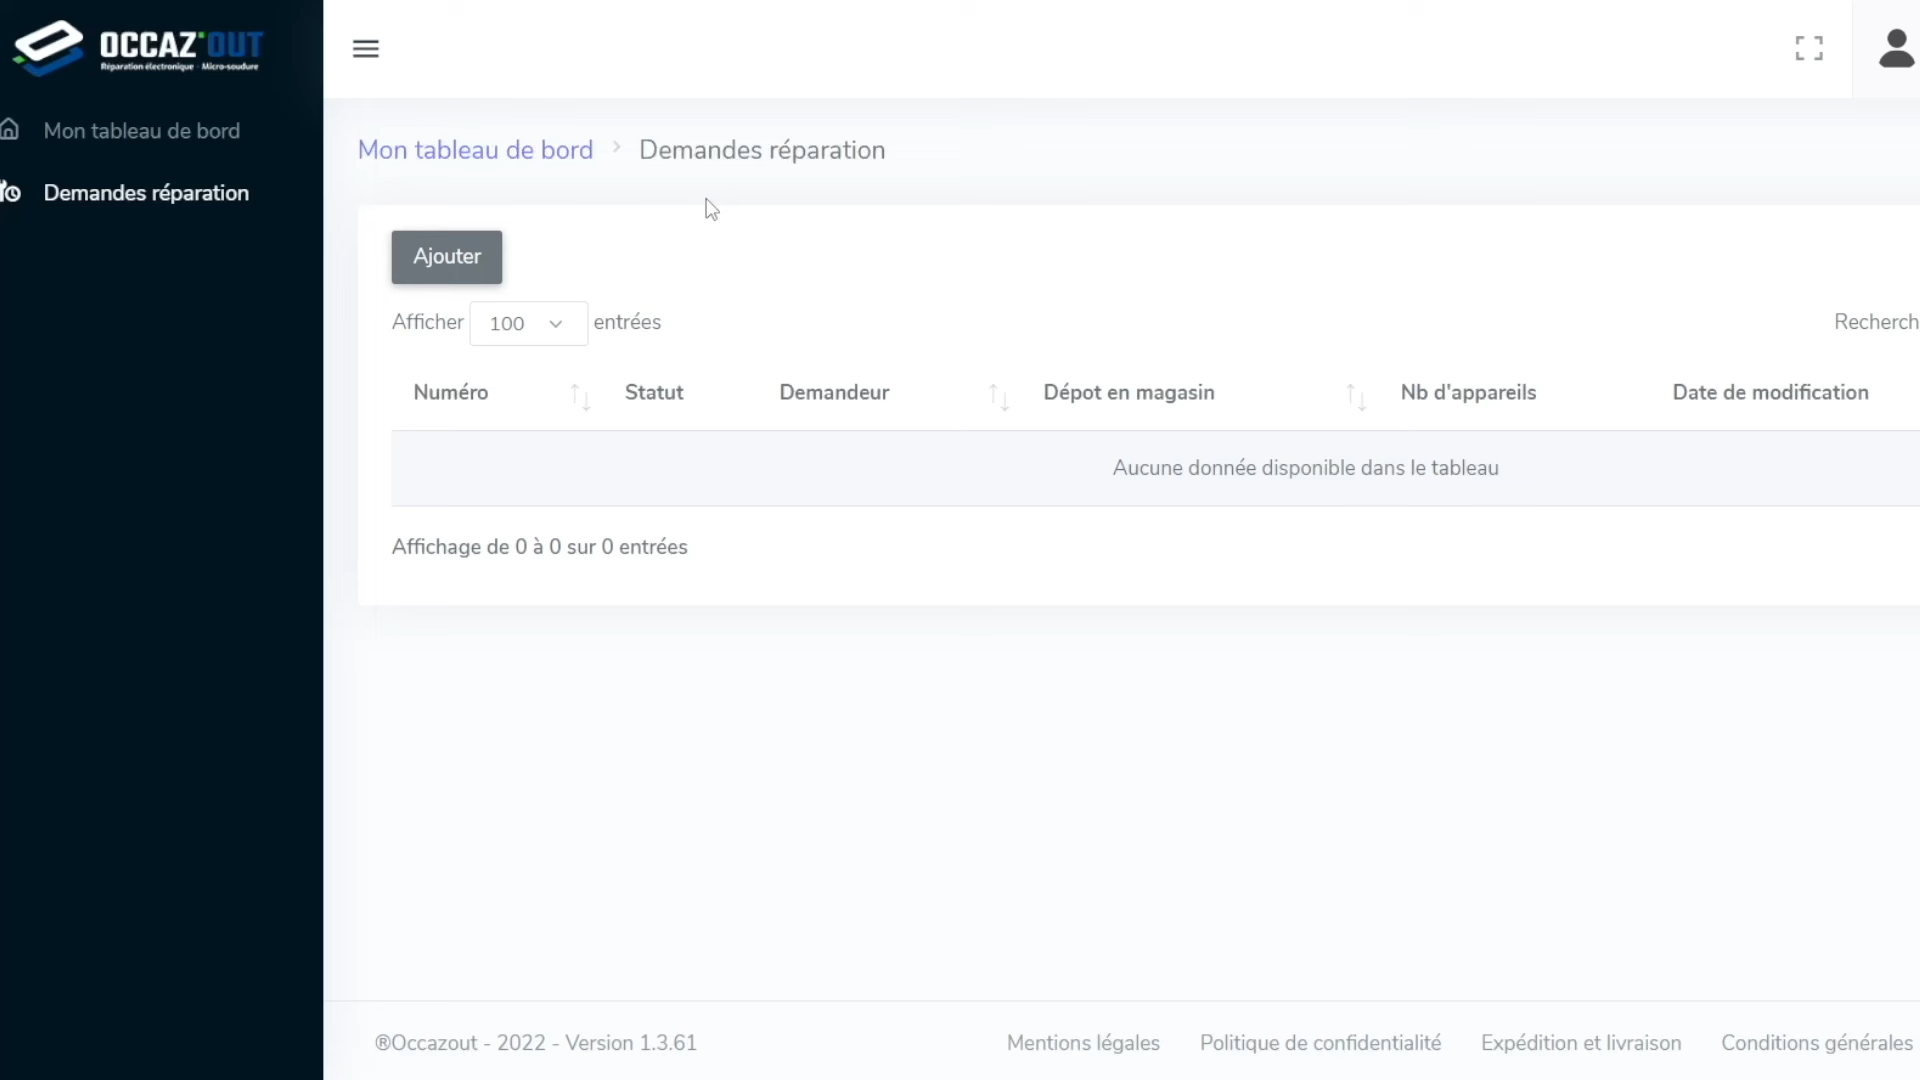 OCCAZ'OUT
Réparation électronique - Micro-soudure
Mon tableau de bord
Demandes réparation
Mon tableau de bord > Demandes réparation
Ajouter
Afficher 100 entrées
Recherch
Numéro Statut Demandeur Dépot en magasin Nb d'appareils Date de modification
Aucune donnée disponible dans le tableau
Affichage de 0 à 0 sur 0 entrées
®Occazout - 2022 - Version 1.3.61
Mentions légales Politique de confidentialité Expédition et livraison Conditions générales